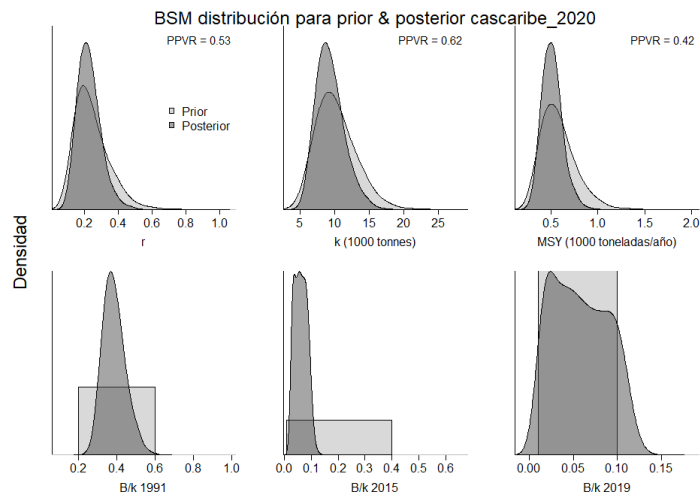 BSM distribución para prior & posterior cascaribe_2020
PPVR = 0.53
PPVR = 0.62
PPVR = 0.42
Prior
Posterior
0.2 0.4 0.6 0.8 1.0
r
5 10 15 20 25
k (1000 tonnes)
0.5 1.0 1.5 2.0
MSY (1000 toneladas/año)
Densidad
0.2 0.4 0.6 0.8 1.0
B/k 1991
0.0 0.1 0.2 0.3 0.4 0.5 0.6
B/k 2015
0.00 0.05 0.10 0.15
B/k 2019